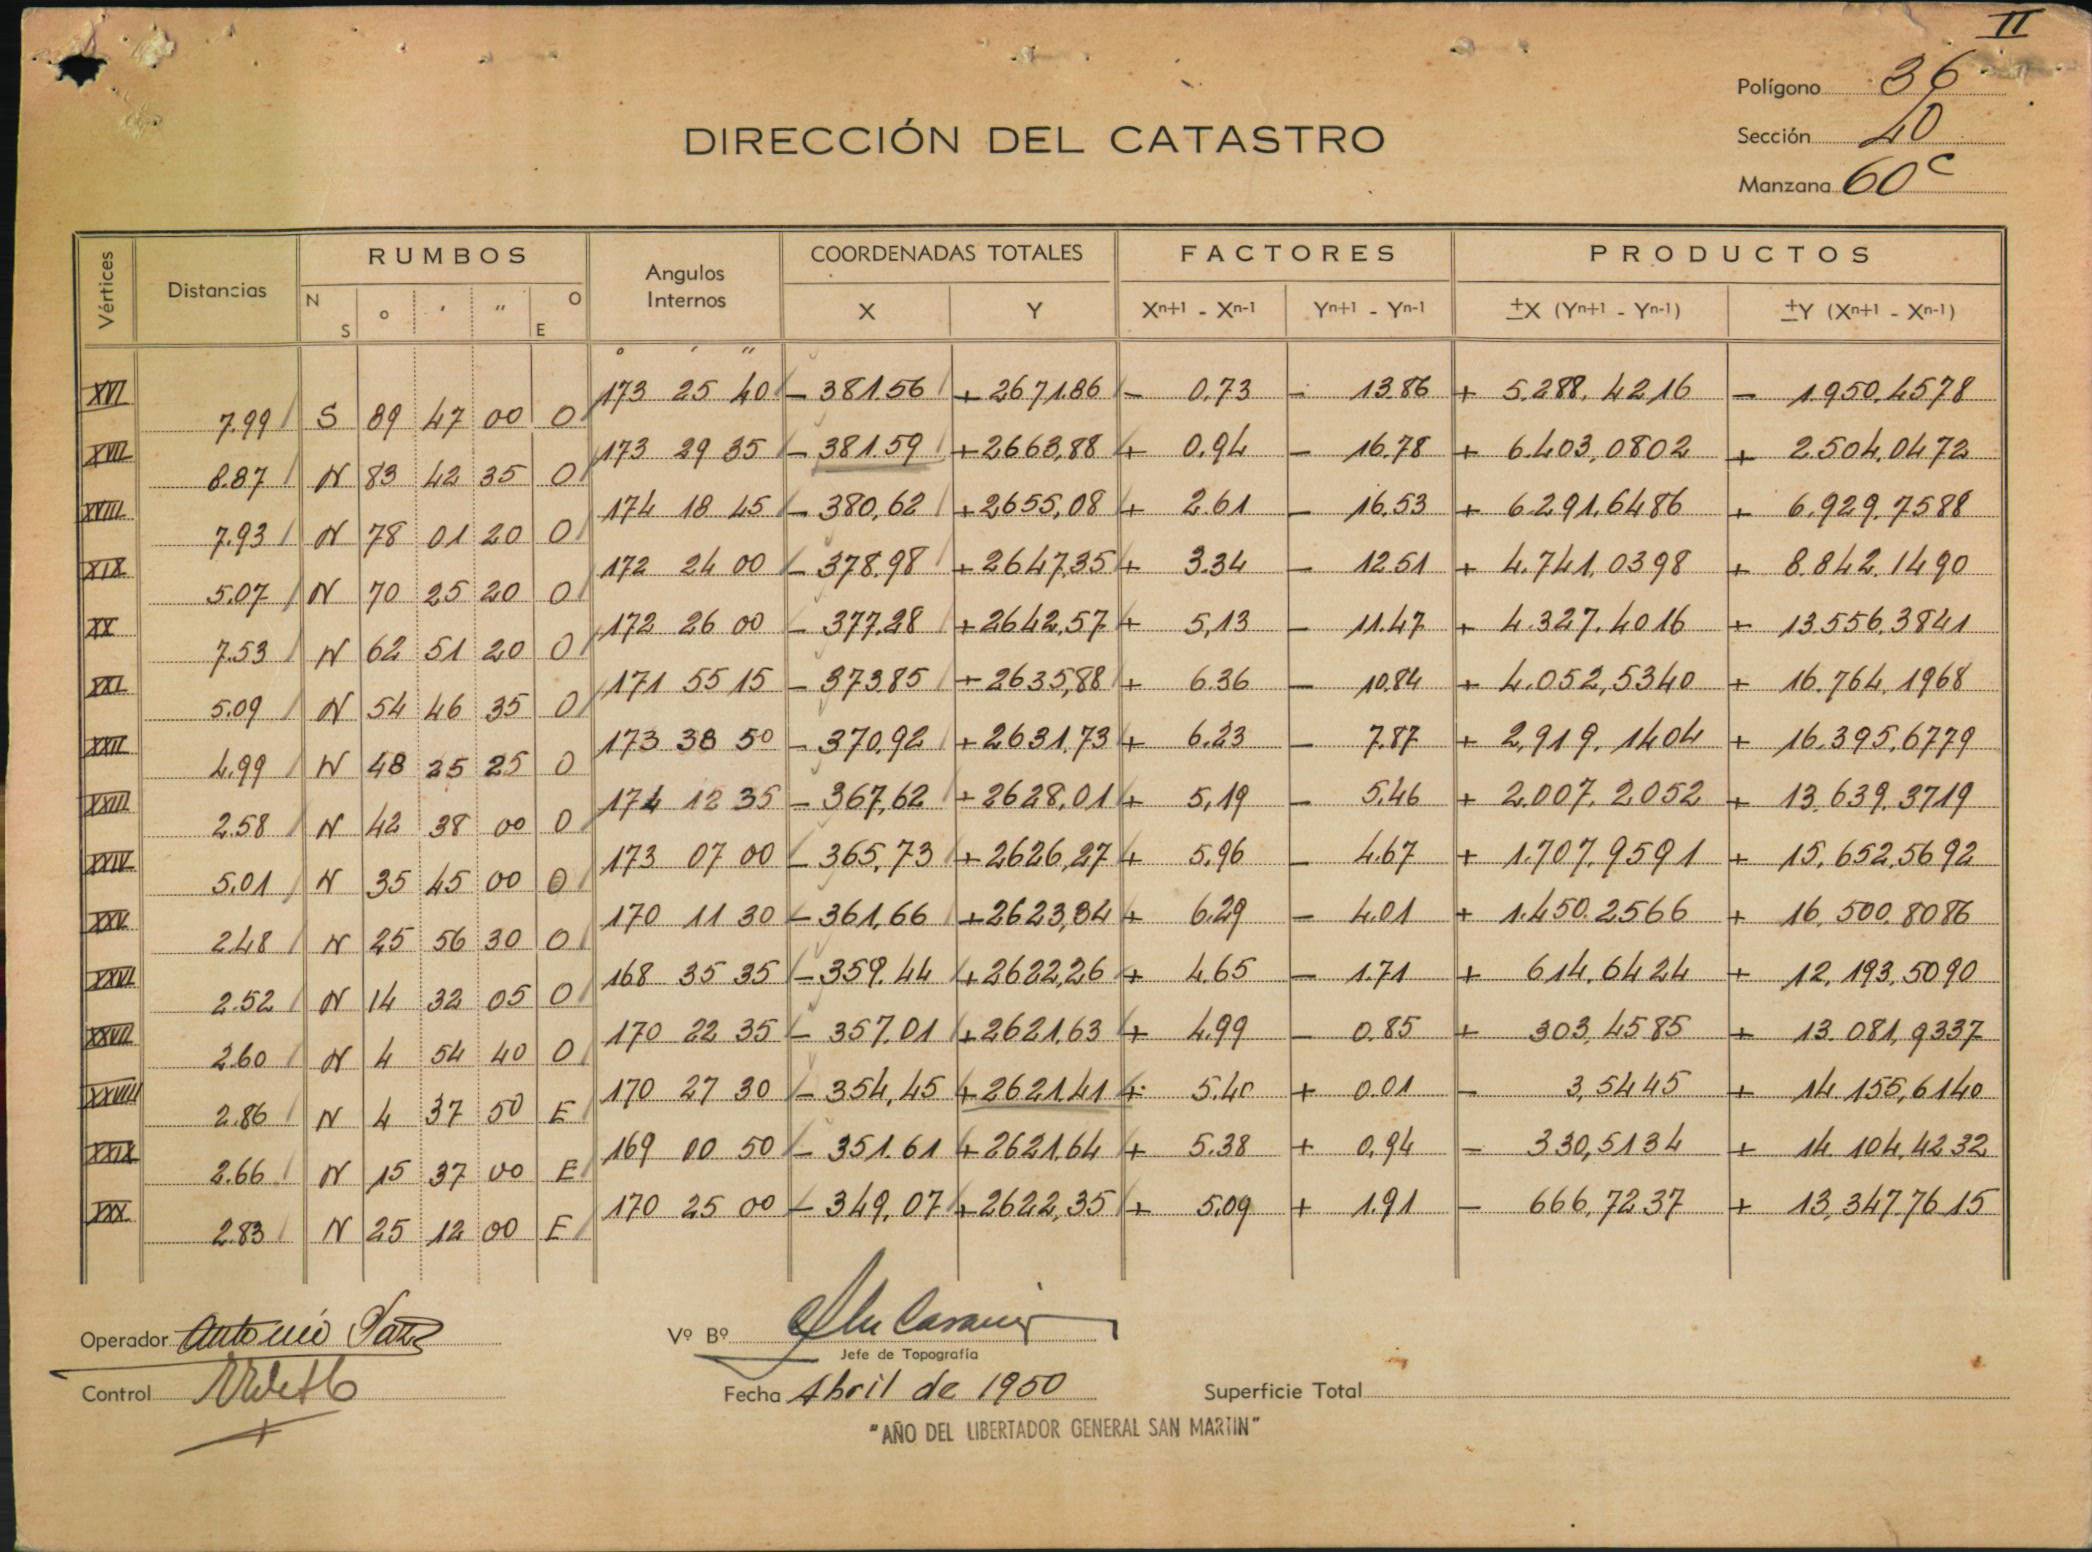 II
Polígono 36
Sección 40
Manzana 60c
DIRECCIÓN DEL CATASTRO
Vértices Distancias RUMBOS Angulos Internos COORDENADAS TOTALES FACTORES PRODUCTOS
N S ° ' " E O X Y Xn+1 - Xn-1 Yn+1 - Yn-1 ±X (Yn+1 - Yn-1) ±Y (Xn+1 - Xn-1)
° ' "
XVI 173 25 40 - 381.56 + 2671.86 - 0.73 - 13.86 + 5.288.4216 - 1.950.4578
7.99 S 89 47 00 O
XVII 173 29 35 - 381.59 + 2663,88 + 0.94 - 16.78 + 6.403,0802 + 2.504.0472
8.87 N 83 42 35 O
XVIII 174 18 45 - 380,62 + 2655,08 + 2.61 - 16.53 + 6.291.6486 + 6.929.7588
7.93 N 78 01 20 O
XIX 172 24 00 - 378.98 + 2647.35 + 3.34 - 12.51 + 4.741.0398 + 8.842.1490
5.07 N 70 25 20 O
XX 172 26 00 - 377.28 + 2642,57 + 5,13 - 11.47 + 4.327.4016 + 13.556.3841
7.53 N 62 51 20 O
XXI 171 55 15 - 373.85 + 2635,88 + 6.36 - 10.84 + 4.052,5340 + 16.764.1968
5.09 N 54 46 35 O
XXII 173 38 50 - 370,92 + 2631.73 + 6.23 - 7.87 + 2,919.1404 + 16.395.6779
4.99 N 48 25 25 O
XXIII 174 12 35 - 367,62 + 2628,01 + 5,19 - 5.46 + 2.007.2052 + 13.639.3719
2.58 N 42 38 00 O
XXIV 173 07 00 - 365,73 + 2626,27 + 5,96 - 4.67 + 1.707.9591 + 15.652.5692
5.01 N 35 45 00 O
XXV 170 11 30 - 361,66 + 2623,34 + 6.29 - 4.01 + 1.450.2566 + 16.500.8086
2.48 N 25 56 30 O
XXVI 168 35 35 - 359.44 + 2622,26 + 4.65 - 1.71 + 614,6424 + 12.193.5090
2.52 N 14 32 05 O
XXVII 170 22 35 - 357.01 + 2621,63 + 4.99 - 0.85 + 303,4585 + 13.081,9337
2.60 N 4 54 40 O
XXVIII 170 27 30 - 354,45 + 2621.41 + 5.40 + 0.01 - 3,5445 + 14.155,6140
2.86 N 4 37 50 E
XXIX 169 00 50 - 351.61 + 2621.64 + 5.38 + 0,94 - 330,5134 + 14.104,4232
2.66 N 15 37 00 E
XXX 170 25 00 - 349,07 + 2622,35 + 5.09 + 1.91 - 666,7237 + 13,347.7615
2.83 N 25 12 00 E
Operador Antonio
Vº Bº
Jefe de Topografía
Control
Fecha Abril de 1950
Superficie Total
"AÑO DEL LIBERTADOR GENERAL SAN MARTIN"